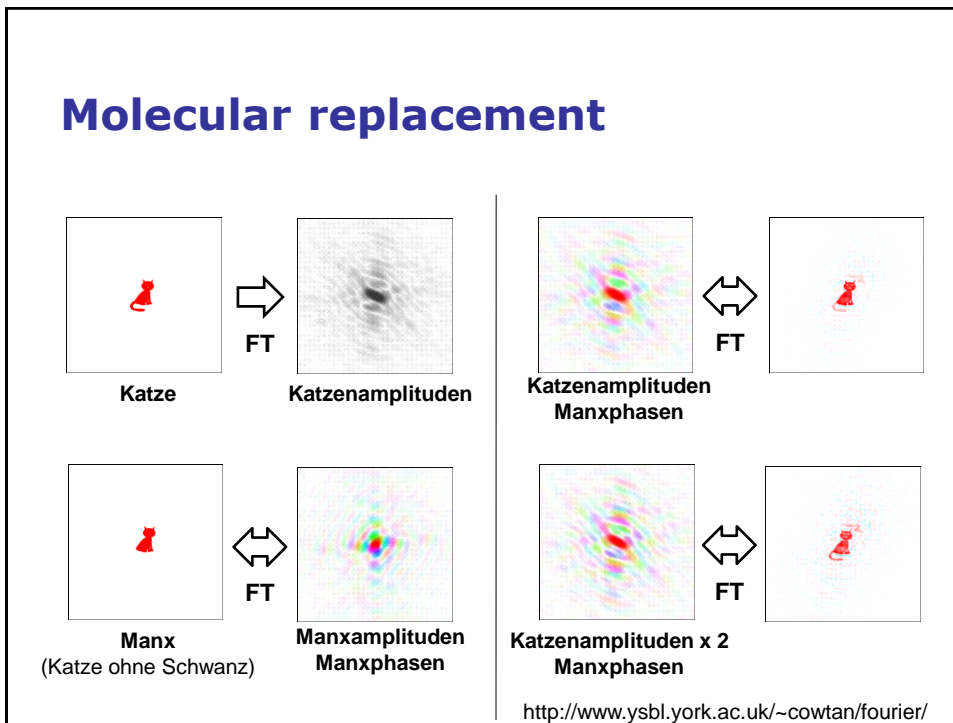 Molecular replacement
FT
Katze
Katzenamplituden
FT
Manx
(Katze ohne Schwanz)
Manxamplituden
Manxphasen
FT
Katzenamplituden
Manxphasen
FT
Katzenamplituden x 2
Manxphasen
http://www.ysbl.york.ac.uk/~cowtan/fourier/